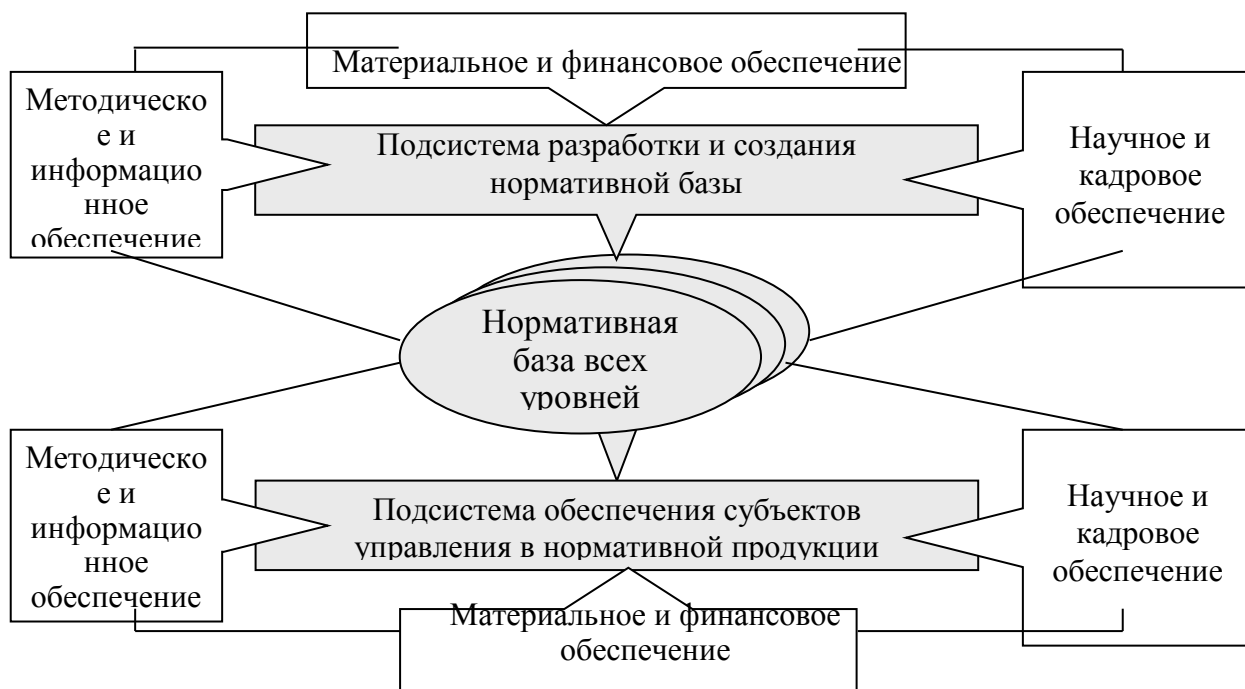 Материальное и финансовое обеспечение
Методическо
е и
информацио
нное
обеспечение
Подсистема разработки и создания
нормативной базы
Научное и
кадровое
обеспечение
Нормативная
база всех
уровней
Методическо
е и
информацио
нное
обеспечение
Подсистема обеспечения субъектов
управления в нормативной продукции
Научное и
кадровое
обеспечение
Материальное и финансовое
обеспечение